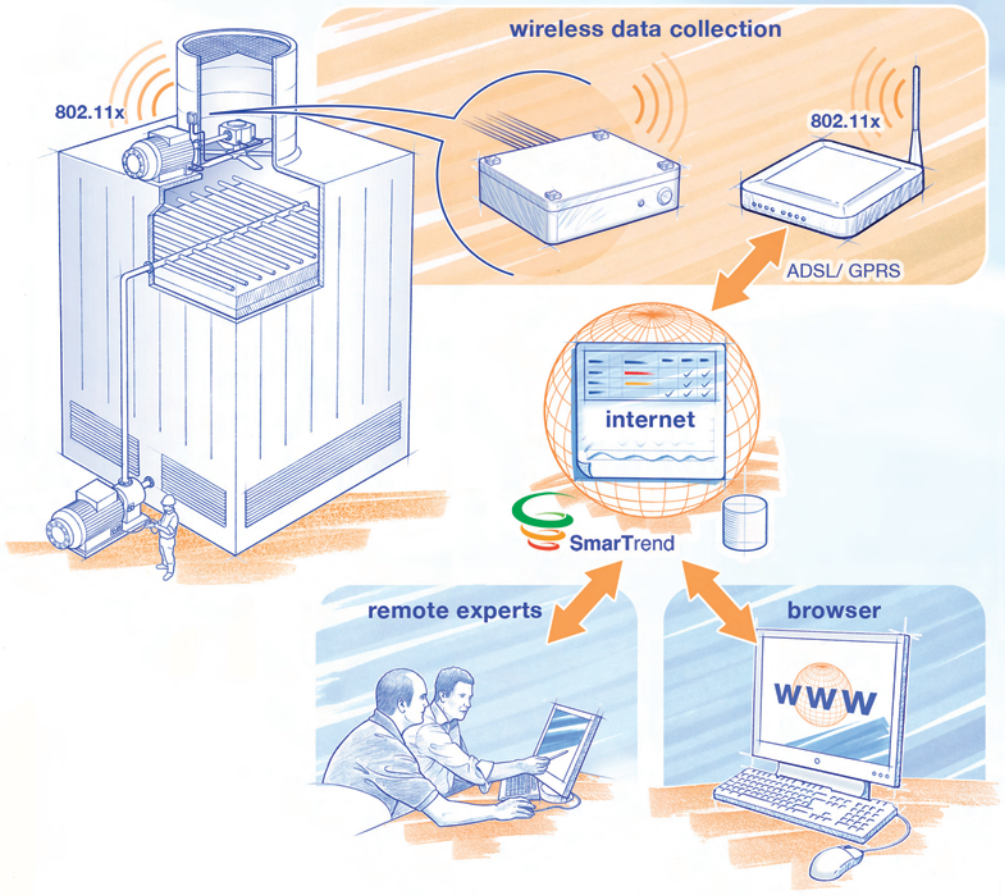 wireless data collection
802.11x
802.11x
ADSL/ GPRS
internet
SmarTrend
remote experts
browser
www